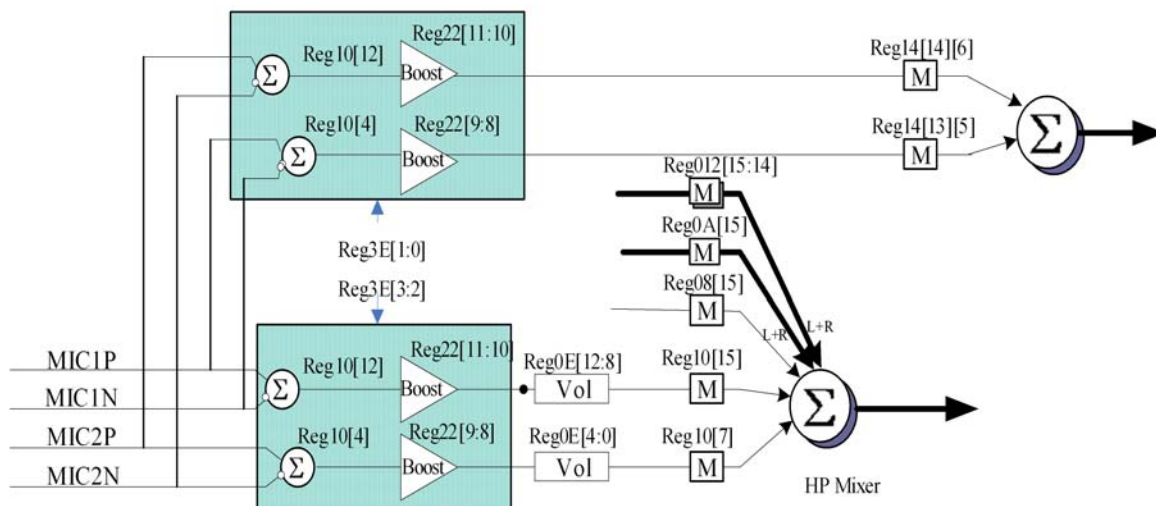 Reg22[11:10]
Reg10[12]
Σ
Boost
Reg14[14][6]
M
Reg10[4]
Reg22[9:8]
Σ
Boost
Reg14[13][5]
M
Σ
Reg012[15:14]
M
Reg0A[15]
M
Reg3E[1:0]
Reg3E[3:2]
Reg08[15]
M
L+R
L+R
MIC1P
MIC1N
MIC2P
MIC2N
Reg10[12]
Reg22[11:10]
Σ
Boost
Reg0E[12:8]
Vol
Reg10[15]
M
Reg10[4]
Reg22[9:8]
Σ
Boost
Reg0E[4:0]
Vol
Reg10[7]
M
Σ
HP Mixer